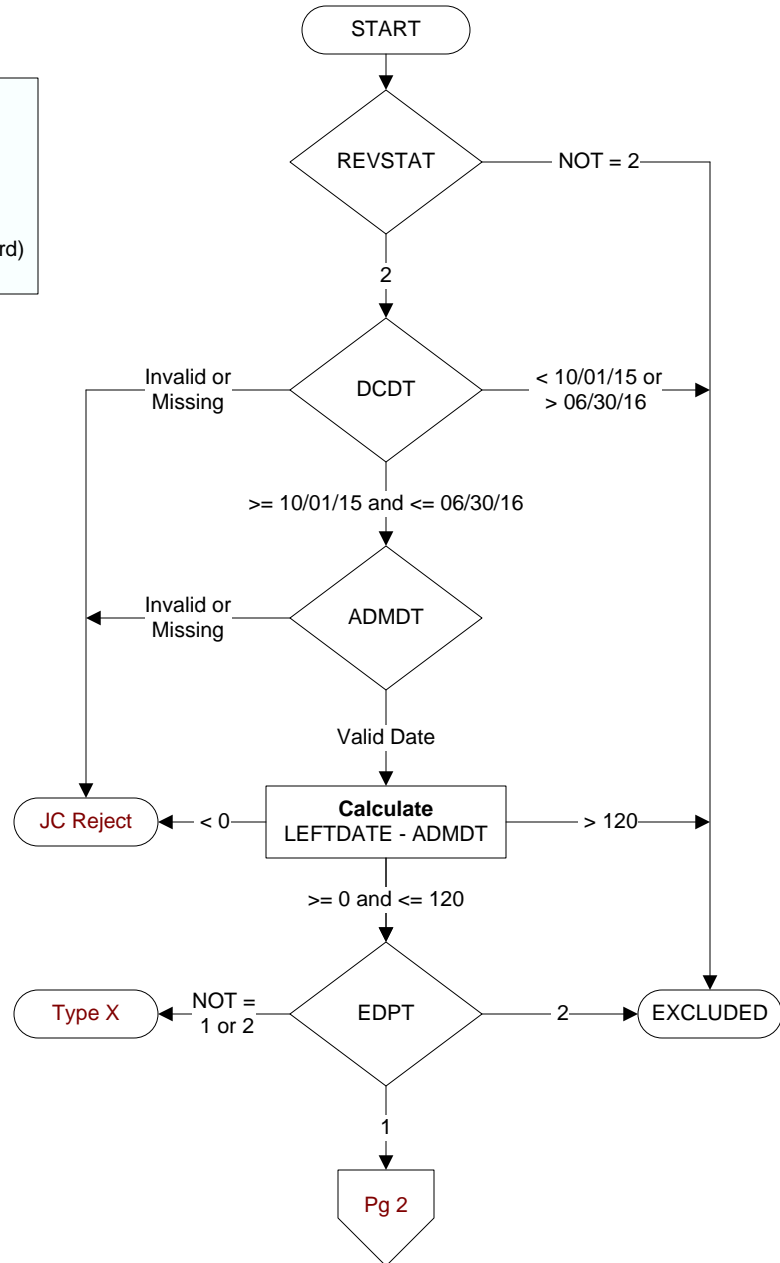 START
REVSTAT
NOT = 2
rd)
2
Invalid or
Missing
DCDT
< 10/01/15 or
> 06/30/16
>= 10/01/15 and <= 06/30/16
Invalid or
Missing
ADMDT
Valid Date
JC Reject
< 0
Calculate
LEFTDATE - ADMDT
> 120
>= 0 and <= 120
Type X
NOT =
1 or 2
EDPT
2
EXCLUDED
1
Pg 2